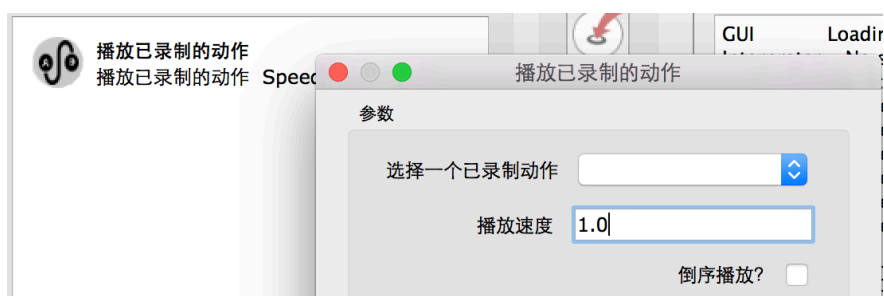 播放已录制的动作
播放已录制的动作 Speed
GUI Loadin
播放已录制的动作
参数
选择一个已录制动作
播放速度 1.0
倒序播放?